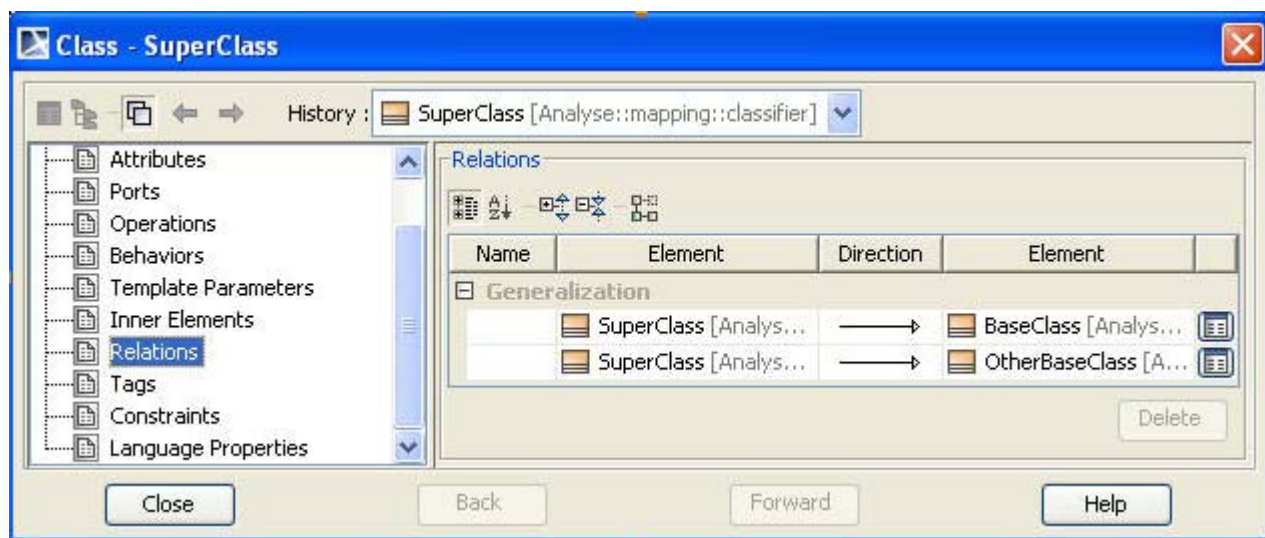 Class - SuperClass
History : SuperClass [Analyse::mapping::classifier]
Attributes
Ports
Operations
Behaviors
Template Parameters
Inner Elements
Relations
Tags
Constraints
Language Properties
Relations
Name Element Direction Element
Generalization
SuperClass [Analys... BaseClass [Analys...
SuperClass [Analys... OtherBaseClass [A...
Delete
Close Back Forward Help